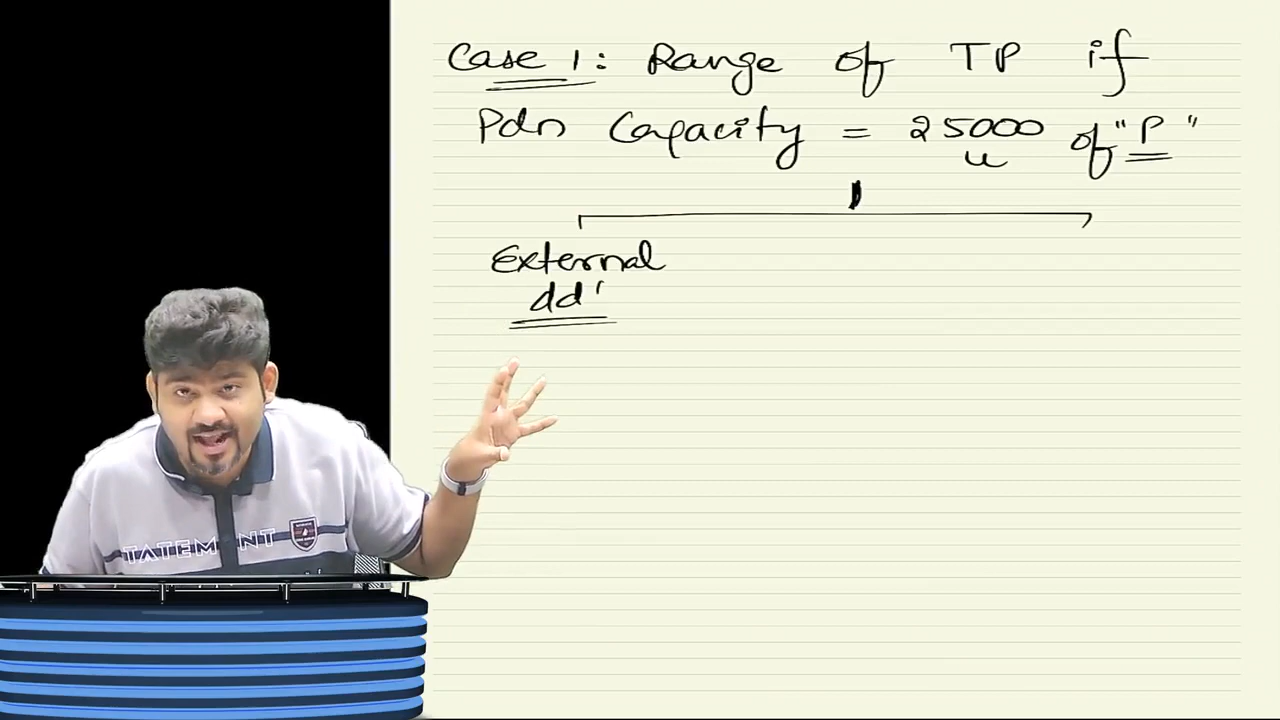 Case 1: Range of TP if
Pdn Capacity = 25000 of "P"
u
External
dd'
TATEMENT